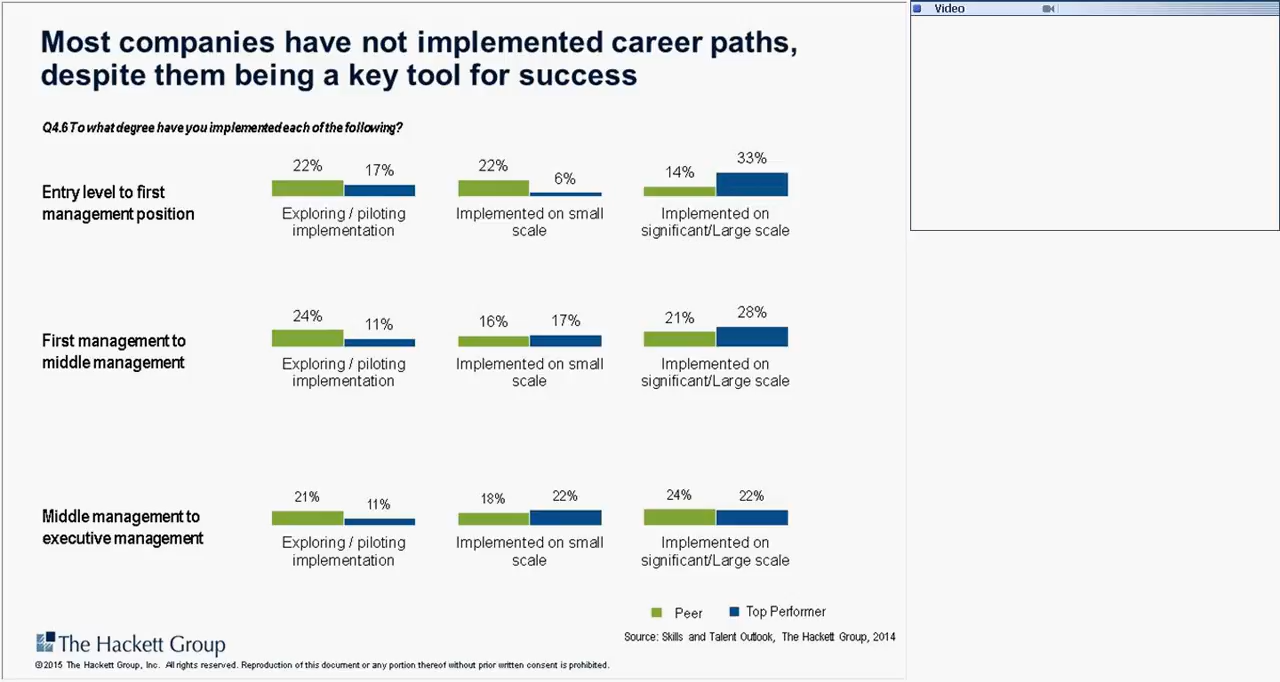 Most companies have not implemented career paths,
despite them being a key tool for success
Video
Q4.6 To what degree have you implemented each of the following?
Entry level to first
management position
22% 17%
Exploring / piloting
implementation
22% 6%
Implemented on small
scale
14% 33%
Implemented on
significant/Large scale
First management to
middle management
24% 11%
Exploring / piloting
implementation
16% 17%
Implemented on small
scale
21% 28%
Implemented on
significant/Large scale
Middle management to
executive management
21% 11%
Exploring / piloting
implementation
18% 22%
Implemented on small
scale
24% 22%
Implemented on
significant/Large scale
Peer Top Performer
Source: Skills and Talent Outlook, The Hackett Group, 2014
The Hackett Group
©2015 The Hackett Group, Inc. All rights reserved. Reproduction of this document or any portion thereof without prior written consent is prohibited.